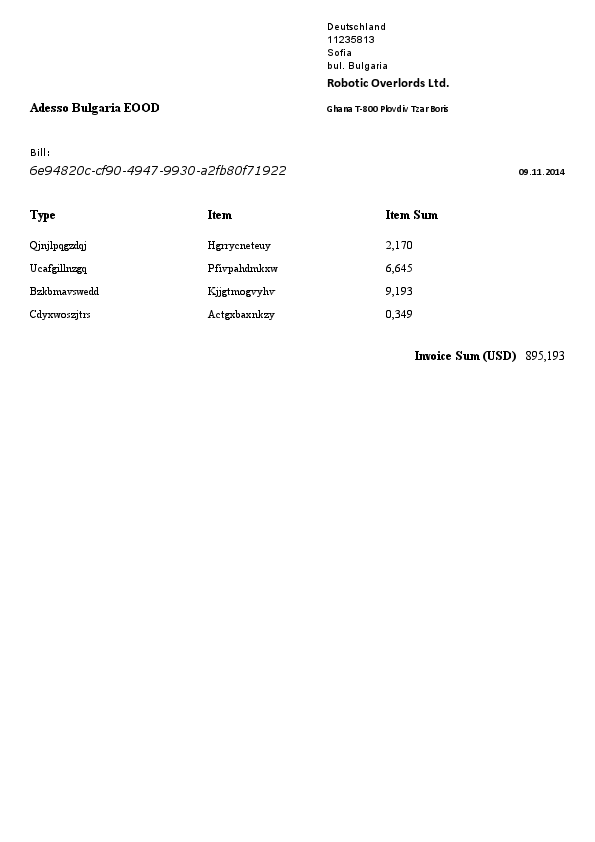 Deutschland
11235813
Sofia
bul. Bulgaria
Robotic Overlords Ltd.
Adesso Bulgaria EOOD
Ghana T-800 Plovdiv Tzar Boris
Bill:
6e94820c-cf90-4947-9930-a2fb80f71922
09.11.2014
Type Item Item Sum
Qjnjlpqgzdqj Hgrrycneteuy 2,170
Ucafgillnzgq Pfivpahdmkxw 6,645
Bzkbmavswedd Kjjgtmogvyhv 9,193
Cdyxwoszjtrs Actgxbaxnkzy 0,349
Invoice Sum (USD) 895,193